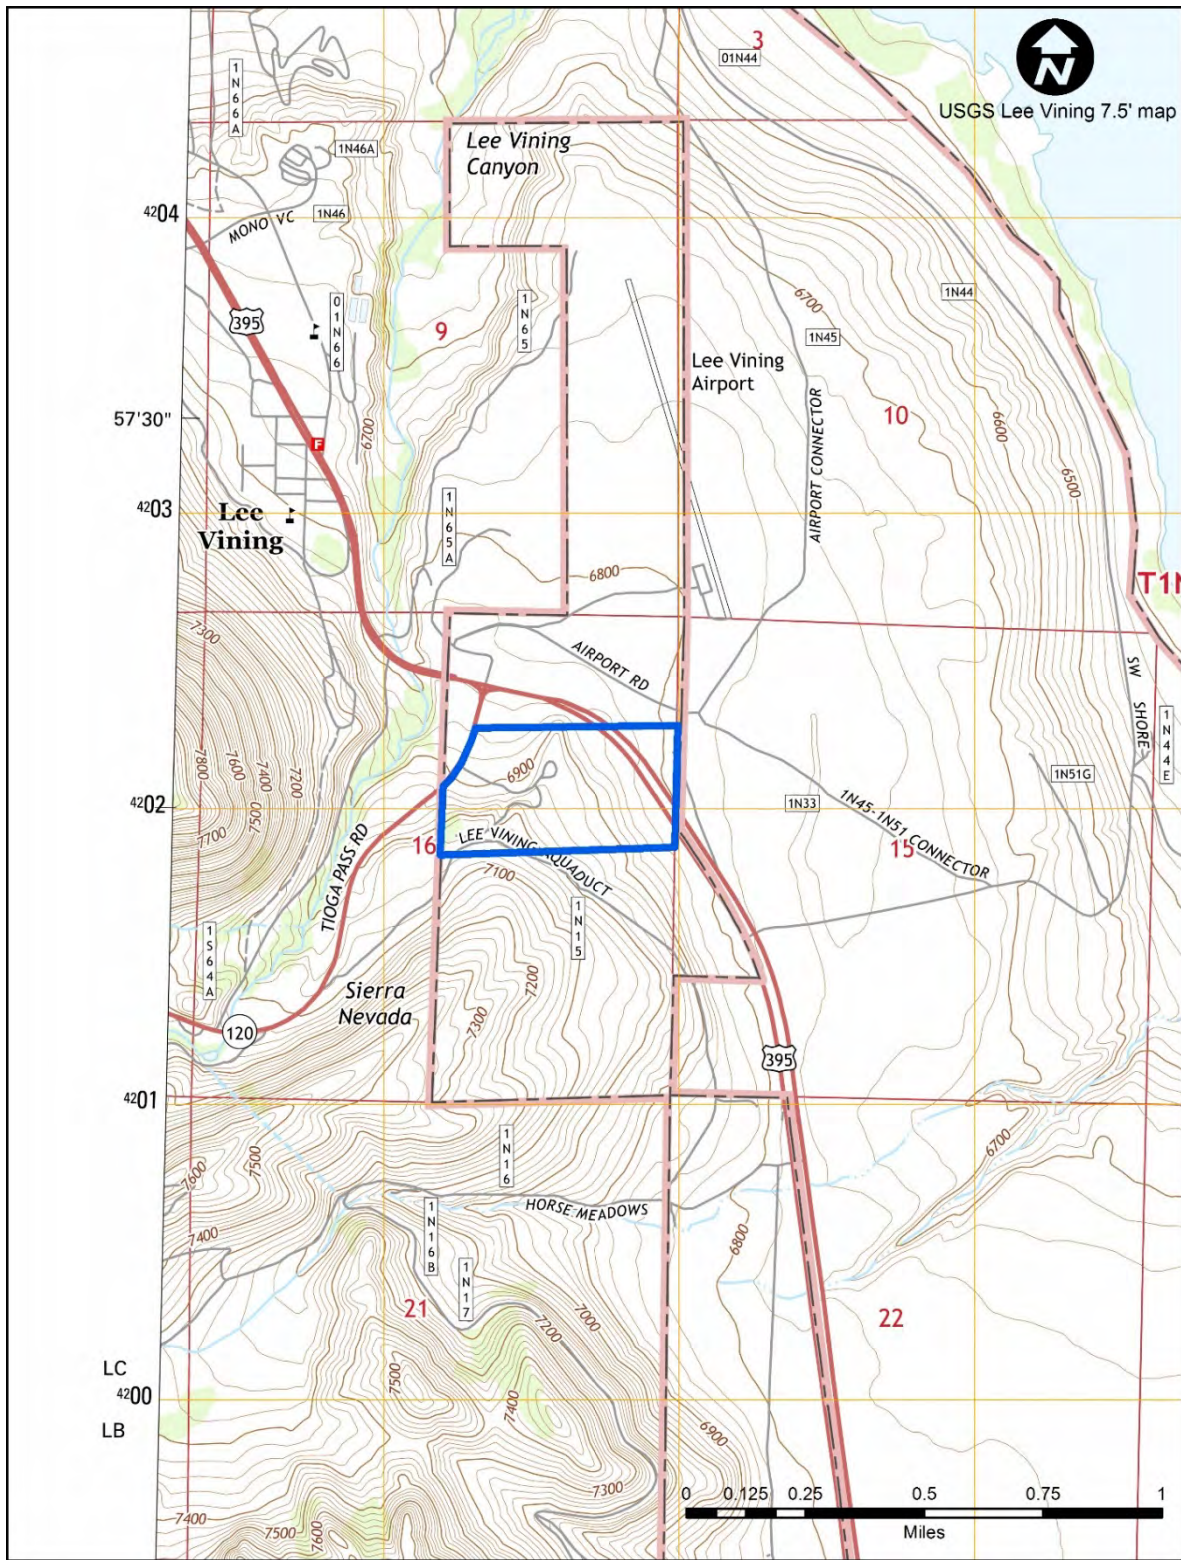 3
01N44
N
USGS Lee Vining 7.5' map
1N66A
1N46A
Lee Vining
Canyon
4204
MONO VC
1N46
1N44
6700
395
01N66
9
1N65
1N45
Lee Vining
Airport
10
57'30"
F
6700
AIRPORT CONNECTOR
6600
6500
4203
Lee
Vining
1N65A
6800
T1N
7300
AIRPORT RD
SW SHORE
1N44E
7800
7600
7400
7200
7500
7700
6900
1N51G
4202
1N33
1N45-1N51 CONNECTOR
TIOGA PASS RD
16
LEE VINING AQUADUCT
15
7100
1N15
1S64A
7200
Sierra
Nevada
7300
120
395
4201
1N16
6700
7600
7500
HORSE MEADOWS
7400
1N16B
6800
1N17
21
7000
22
7200
LC
4200
LB
7500
7400
6900
7300
0 0.125 0.25 0.5 0.75 1
Miles
7400
7500
7600